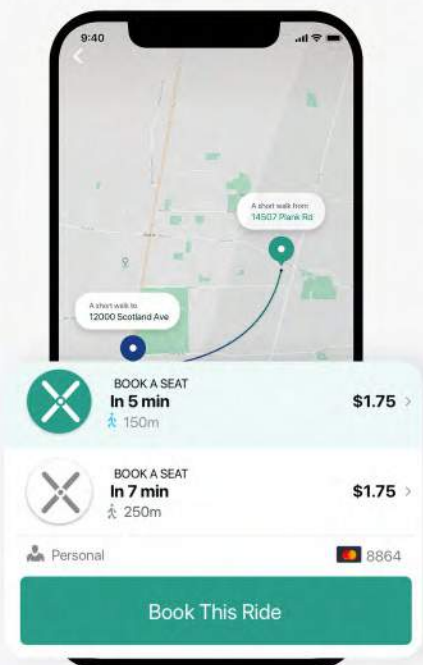 9:40
A short walk from
14507 Plank Rd
A short walk to
12000 Scotland Ave
BOOK A SEAT
In 5 min
$1.75
150m
BOOK A SEAT
In 7 min
$1.75
250m
Personal
8864
Book This Ride